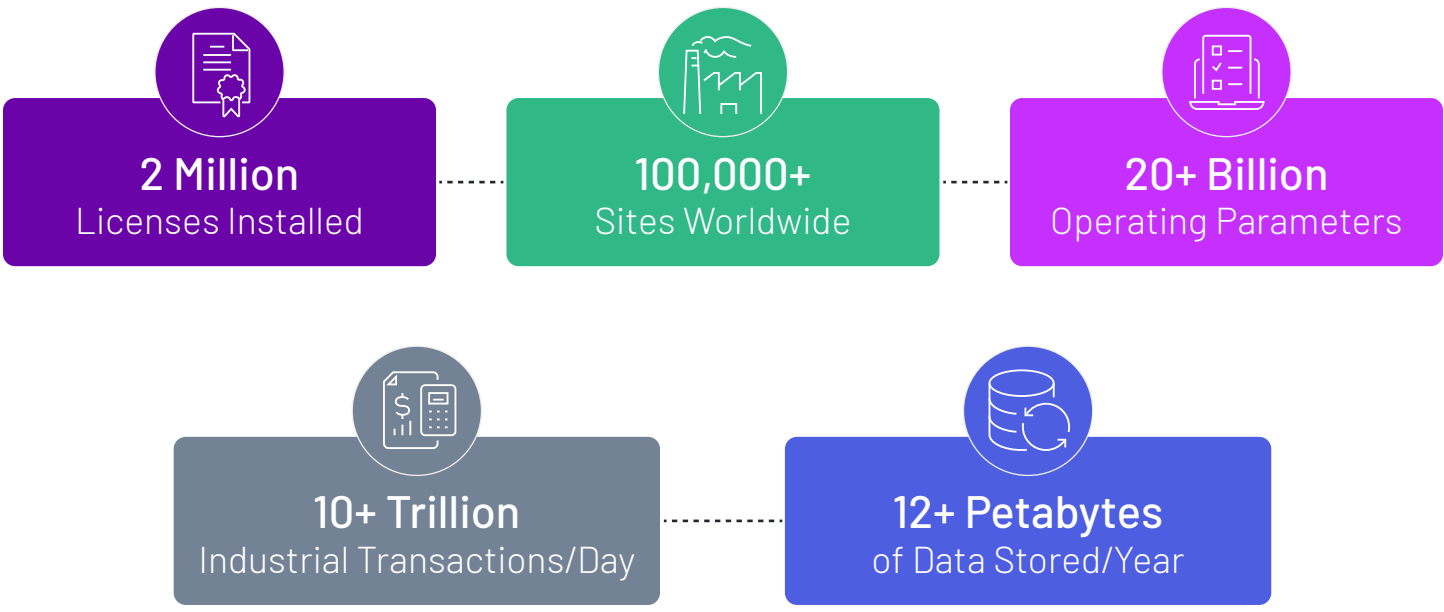 2 Million
Licenses Installed
100,000+
Sites Worldwide
20+ Billion
Operating Parameters
10+ Trillion
Industrial Transactions/Day
12+ Petabytes
of Data Stored/Year